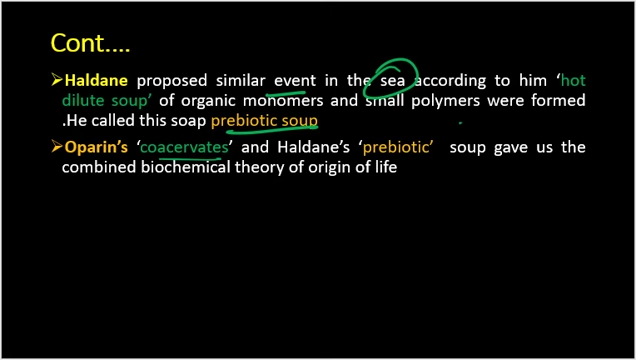 Cont....
➢Haldane proposed similar event in the sea according to him ‘hot
dilute soup’ of organic monomers and small polymers were formed
.He called this soap prebiotic soup
➢Oparin’s ‘coacervates’ and Haldane’s ‘prebiotic’ soup gave us the
combined biochemical theory of origin of life